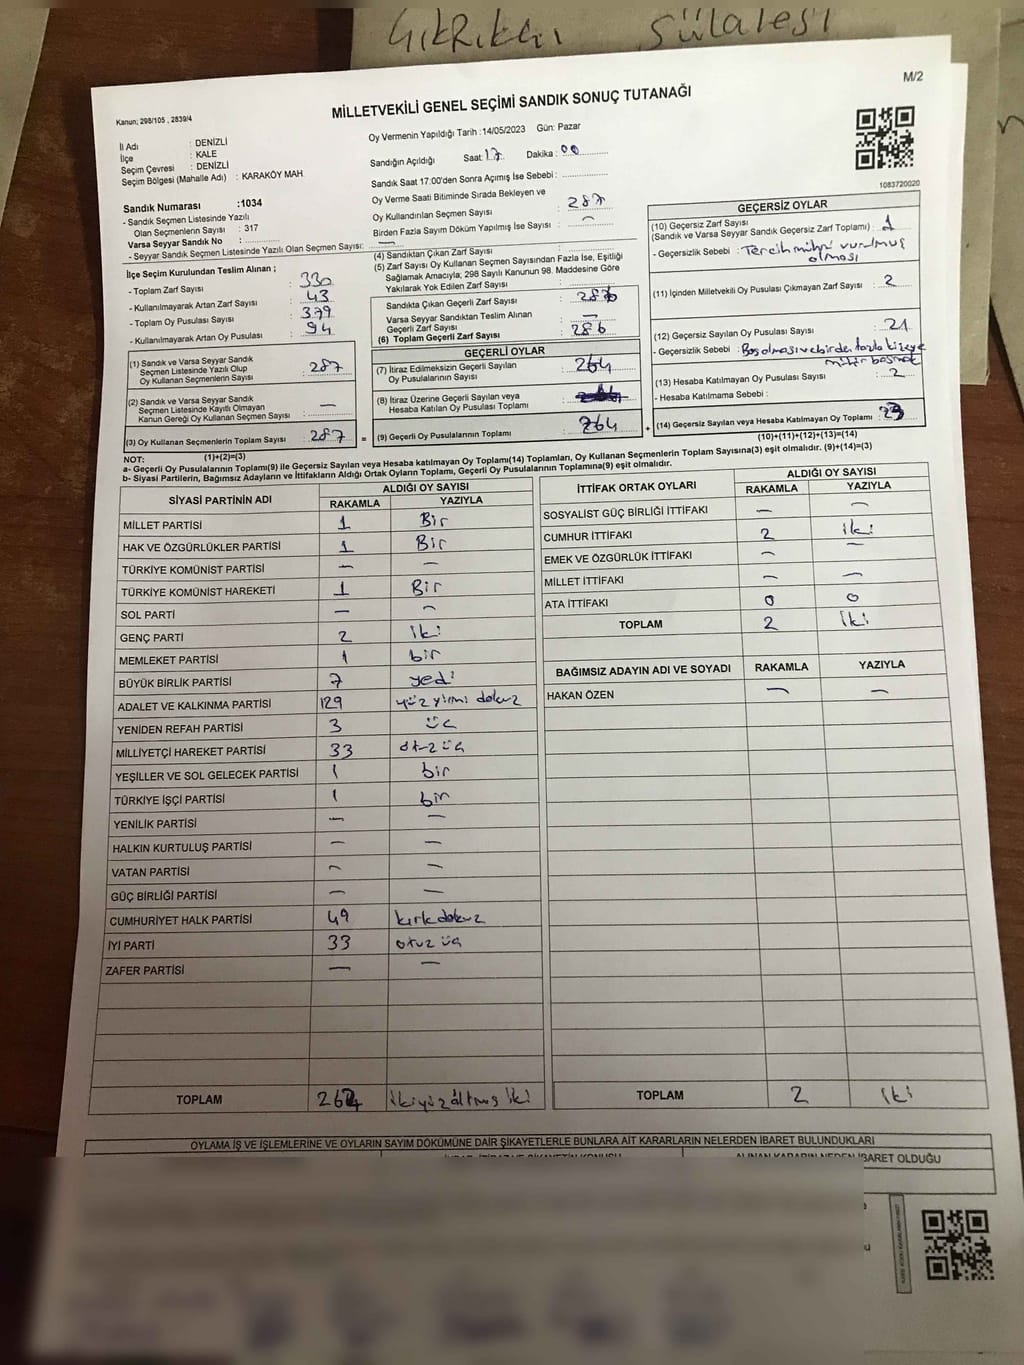 Çıkrıkçı Sülalesi
M/2
MİLLETVEKİLİ GENEL SEÇİMİ SANDIK SONUÇ TUTANAĞI
Kanun; 298/105 , 2839/4
İl Adı : DENİZLİ
İlçe : KALE
Seçim Çevresi : DENİZLİ
Seçim Bölgesi (Mahalle Adı) : KARAKÖY MAH.
Sandık Numarası :1034
- Sandık Seçmen Listesinde Yazılı
Olan Seçmenlerin Sayısı : 317
Varsa Seyyar Sandık No :
- Seyyar Sandık Seçmen Listesinde Yazılı Olan Seçmen Sayısı: —
İlçe Seçim Kurulundan Teslim Alınan ;
- Toplam Zarf Sayısı : 330
- Kullanılmayarak Artan Zarf Sayısı : 43
- Toplam Oy Pusulası Sayısı : 379
- Kullanılmayarak Artan Oy Pusulası : 94
(1) Sandık ve Varsa Seyyar Sandık
Seçmen Listesinde Yazılı Olup
Oy Kullanan Seçmenlerin Sayısı : 287
(2) Sandık ve Varsa Seyyar Sandık
Seçmen Listesinde Kayıtlı Olmayan
Kanun Gereği Oy Kullanan Seçmen Sayısı : —
(3) Oy Kullanan Seçmenlerin Toplam Sayısı : 287 =
(1)+(2)=(3)
Oy Vermenin Yapıldığı Tarih :14/05/2023 Gün: Pazar
Sandığın Açıldığı Saat 17 Dakika : 00
Sandık Saat 17:00'den Sonra Açımış İse Sebebi :
Oy Verme Saati Bitiminde Sırada Bekleyen ve
Oy Kullandırılan Seçmen Sayısı : 287
Birden Fazla Sayım Döküm Yapılmış İse Sayısı : —
(4) Sandıktan Çıkan Zarf Sayısı :
(5) Zarf Sayısı Oy Kullanan Seçmen Sayısından Fazla İse, Eşitliği
Sağlamak Amacıyla; 298 Sayılı Kanunun 98. Maddesine Göre
Yakılarak Yok Edilen Zarf Sayısı :
Sandıkta Çıkan Geçerli Zarf Sayısı : 286
Varsa Seyyar Sandıktan Teslim Alınan
Geçerli Zarf Sayısı : —
(6) Toplam Geçerli Zarf Sayısı : 286
GEÇERLİ OYLAR
(7) İtiraz Edilmeksizin Geçerli Sayılan
Oy Pusulalarının Sayısı : 264
(8) İtiraz Üzerine Geçerli Sayılan veya
Hesaba Katılan Oy Pusulası Toplamı :
(9) Geçerli Oy Pusulalarının Toplamı : 264 +
1083720020
GEÇERSİZ OYLAR
(10) Geçersiz Zarf Sayısı
(Sandık ve Varsa Seyyar Sandık Geçersiz Zarf Toplamı) : 1
- Geçersizlik Sebebi : Tercih mührü vurulmuş
olması
(11) İçinden Milletvekili Oy Pusulası Çıkmayan Zarf Sayısı : 2
(12) Geçersiz Sayılan Oy Pusulası Sayısı : 21
- Geçersizlik Sebebi : Boş olması ve birden fazla kişiye
mühür basmak
(13) Hesaba Katılmayan Oy Pusulası Sayısı : 2
- Hesaba Katılmama Sebebi :
(14) Geçersiz Sayılan veya Hesaba Katılmayan Oy Toplamı : 23
(10)+(11)+(12)+(13)=(14)
NOT:
a- Geçerli Oy Pusulalarının Toplamı(9) ile Geçersiz Sayılan veya Hesaba katılmayan Oy Toplamı(14) Toplamları, Oy Kullanan Seçmenlerin Toplam Sayısına(3) eşit olmalıdır. (9)+(14)=(3)
b- Siyasi Partilerin, Bağımsız Adayların ve İttifakların Aldığı Ortak Oyların Toplamı, Geçerli Oy Pusulalarının Toplamına(9) eşit olmalıdır.
SİYASİ PARTİNİN ADI ALDIĞI OY SAYISI
RAKAMLA YAZIYLA
MİLLET PARTİSİ 1 Bir
HAK VE ÖZGÜRLÜKLER PARTİSİ 1 Bir
TÜRKİYE KOMÜNİST PARTİSİ — —
TÜRKİYE KOMÜNİST HAREKETİ 1 Bir
SOL PARTİ — —
GENÇ PARTİ 2 iki
MEMLEKET PARTİSİ 1 bir
BÜYÜK BİRLİK PARTİSİ 7 yedi
ADALET VE KALKINMA PARTİSİ 129 yüz yirmi dokuz
YENİDEN REFAH PARTİSİ 3 üç
MİLLİYETÇİ HAREKET PARTİSİ 33 otuz üç
YEŞİLLER VE SOL GELECEK PARTİSİ 1 bir
TÜRKİYE İŞÇİ PARTİSİ 1 bir
YENİLİK PARTİSİ — —
HALKIN KURTULUŞ PARTİSİ — —
VATAN PARTİSİ — —
GÜÇ BİRLİĞİ PARTİSİ — —
CUMHURİYET HALK PARTİSİ 49 kırk dokuz
İYİ PARTİ 33 otuz üç
ZAFER PARTİSİ — —
TOPLAM 262 ikiyüz altmış iki
İTTİFAK ORTAK OYLARI ALDIĞI OY SAYISI
RAKAMLA YAZIYLA
SOSYALİST GÜÇ BİRLİĞİ İTTİFAKI — —
CUMHUR İTTİFAKI 2 iki
EMEK VE ÖZGÜRLÜK İTTİFAKI — —
MİLLET İTTİFAKI — —
ATA İTTİFAKI 0 0
TOPLAM 2 iki
BAĞIMSIZ ADAYIN ADI VE SOYADI RAKAMLA YAZIYLA
HAKAN ÖZEN — —
TOPLAM 2 iki
OYLAMA İŞ VE İŞLEMLERİNE VE OYLARIN SAYIM DÖKÜMÜNE DAİR ŞİKAYETLERLE BUNLARA AİT KARARLARIN NELERDEN İBARET BULUNDUKLARI
ALINAN KARARIN NEDEN İBARET OLDUĞU